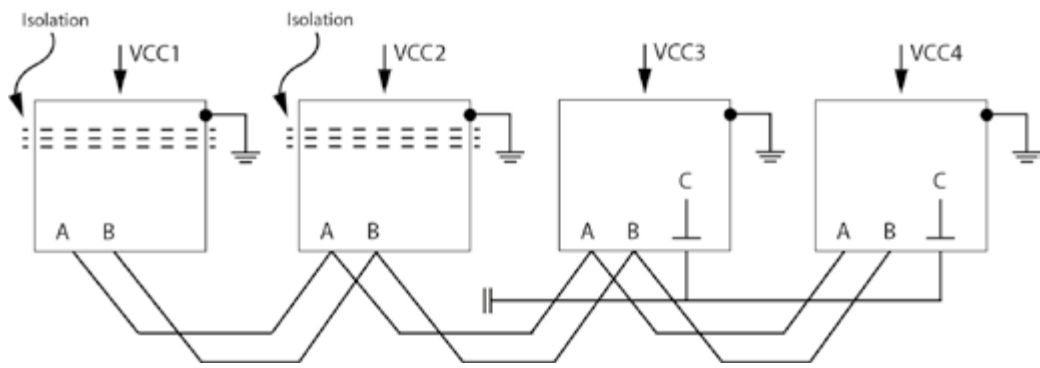 Isolation
Isolation
VCC1
VCC2
VCC3
VCC4
C
C
A B
A B
A B
A B